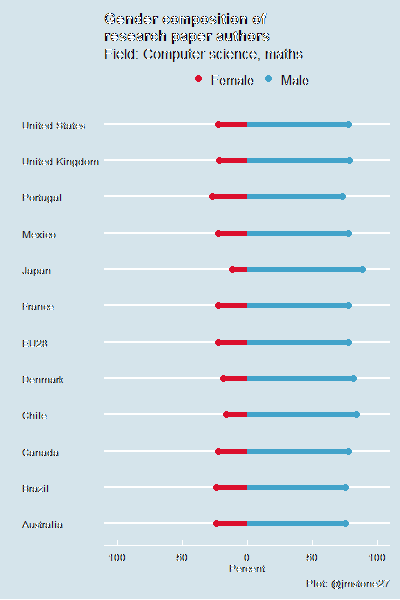 Gender composition of
research paper authors
Field: Computer science, maths
Female Male
United States
United Kingdom
Portugal
Mexico
Japan
France
EU28
Denmark
Chile
Canada
Brazil
Australia
100 50 0 50 100
Percent
Plot: @jmstone27